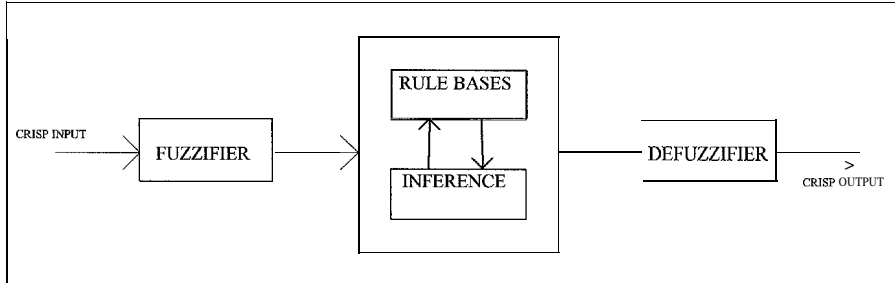 RULE BASES
CRISP INPUT
FUZZIFIER
INFERENCE
DEFUZZIFIER
>
CRISP OUTPUT